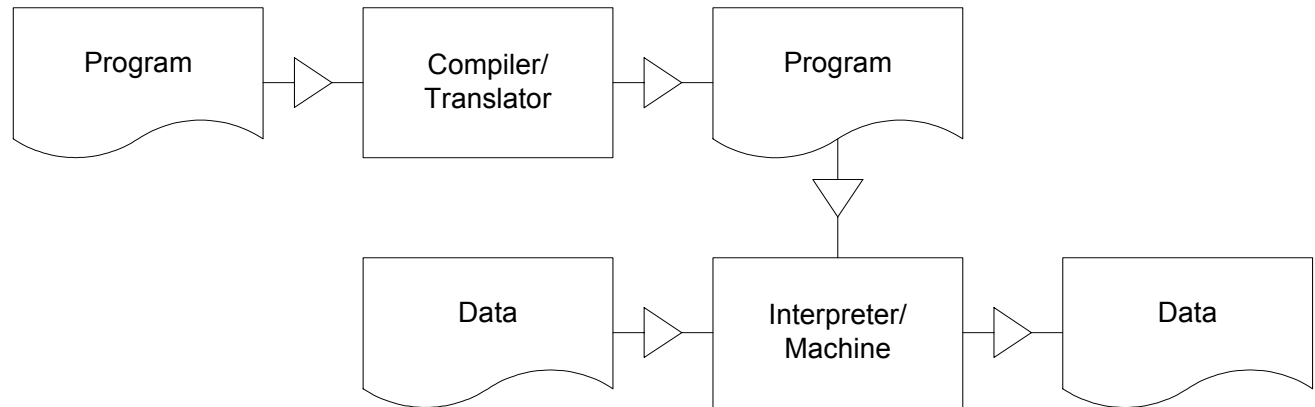 Program
Compiler/
Translator
Program
Data
Interpreter/
Machine
Data